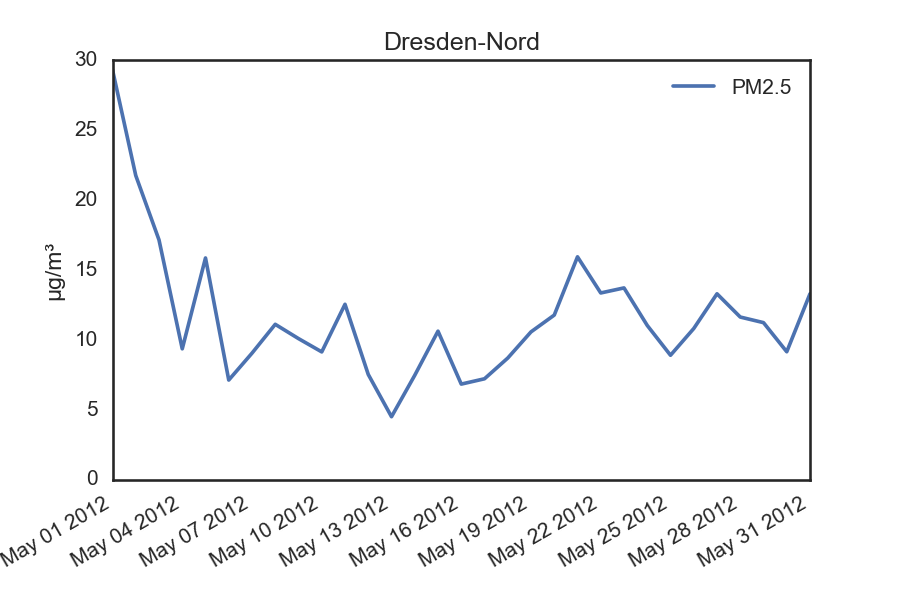 Dresden-Nord
30
25
20
15
10
5
0
µg/m³
PM2.5
May 01 2012
May 04 2012
May 07 2012
May 10 2012
May 13 2012
May 16 2012
May 19 2012
May 22 2012
May 25 2012
May 28 2012
May 31 2012